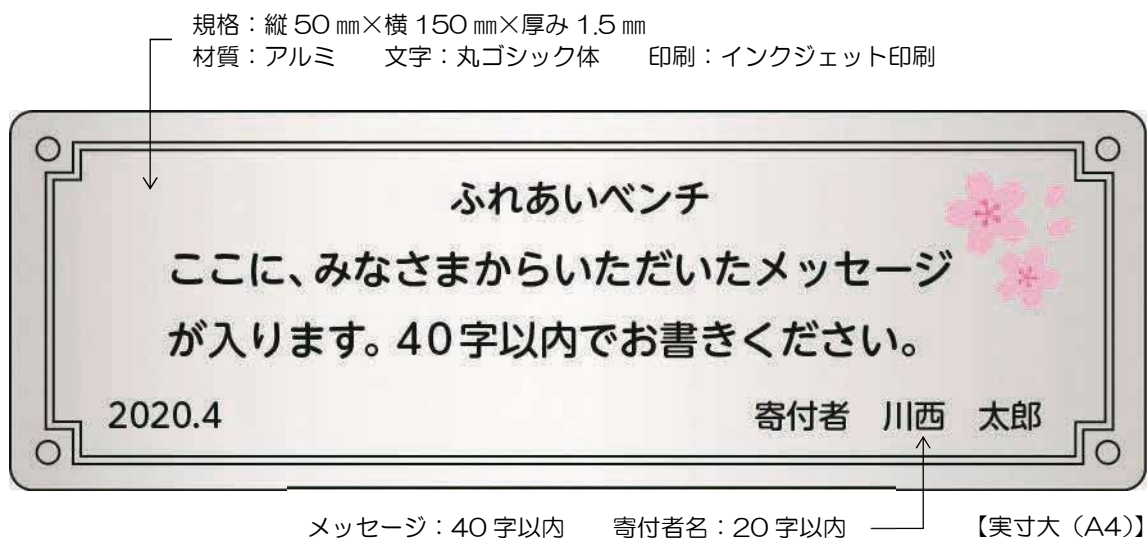 規格：縦 50 ㎜×横 150 ㎜×厚み 1.5 ㎜
材質：アルミ　文字：丸ゴシック体　印刷：インクジェット印刷
ふれあいベンチ
ここに、みなさまからいただいたメッセージ
が入ります。40字以内でお書きください。
2020.4　寄付者　川西　太郎
メッセージ：40 字以内　寄付者名：20 字以内　【実寸大（A4）】